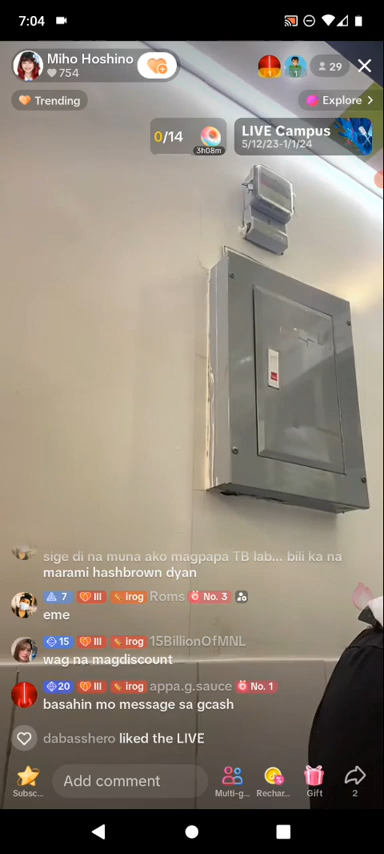 7:04
Miho Hoshino
754
29
Trending
Explore
0/14
3h08m
LIVE Campus
5/12/23-1/1/24
sige di na muna ako magpapa TB lab... bili ka na
marami hashbrown dyan
7 III irog Roms No. 3
eme
15 III irog 15BillionOfMNL
wag na magdiscount
20 III irog appa.g.sauce No. 1
basahin mo message sa gcash
dabasshero liked the LIVE
Subsc...
Add comment
Multi-g...
Rechar...
Gift
2